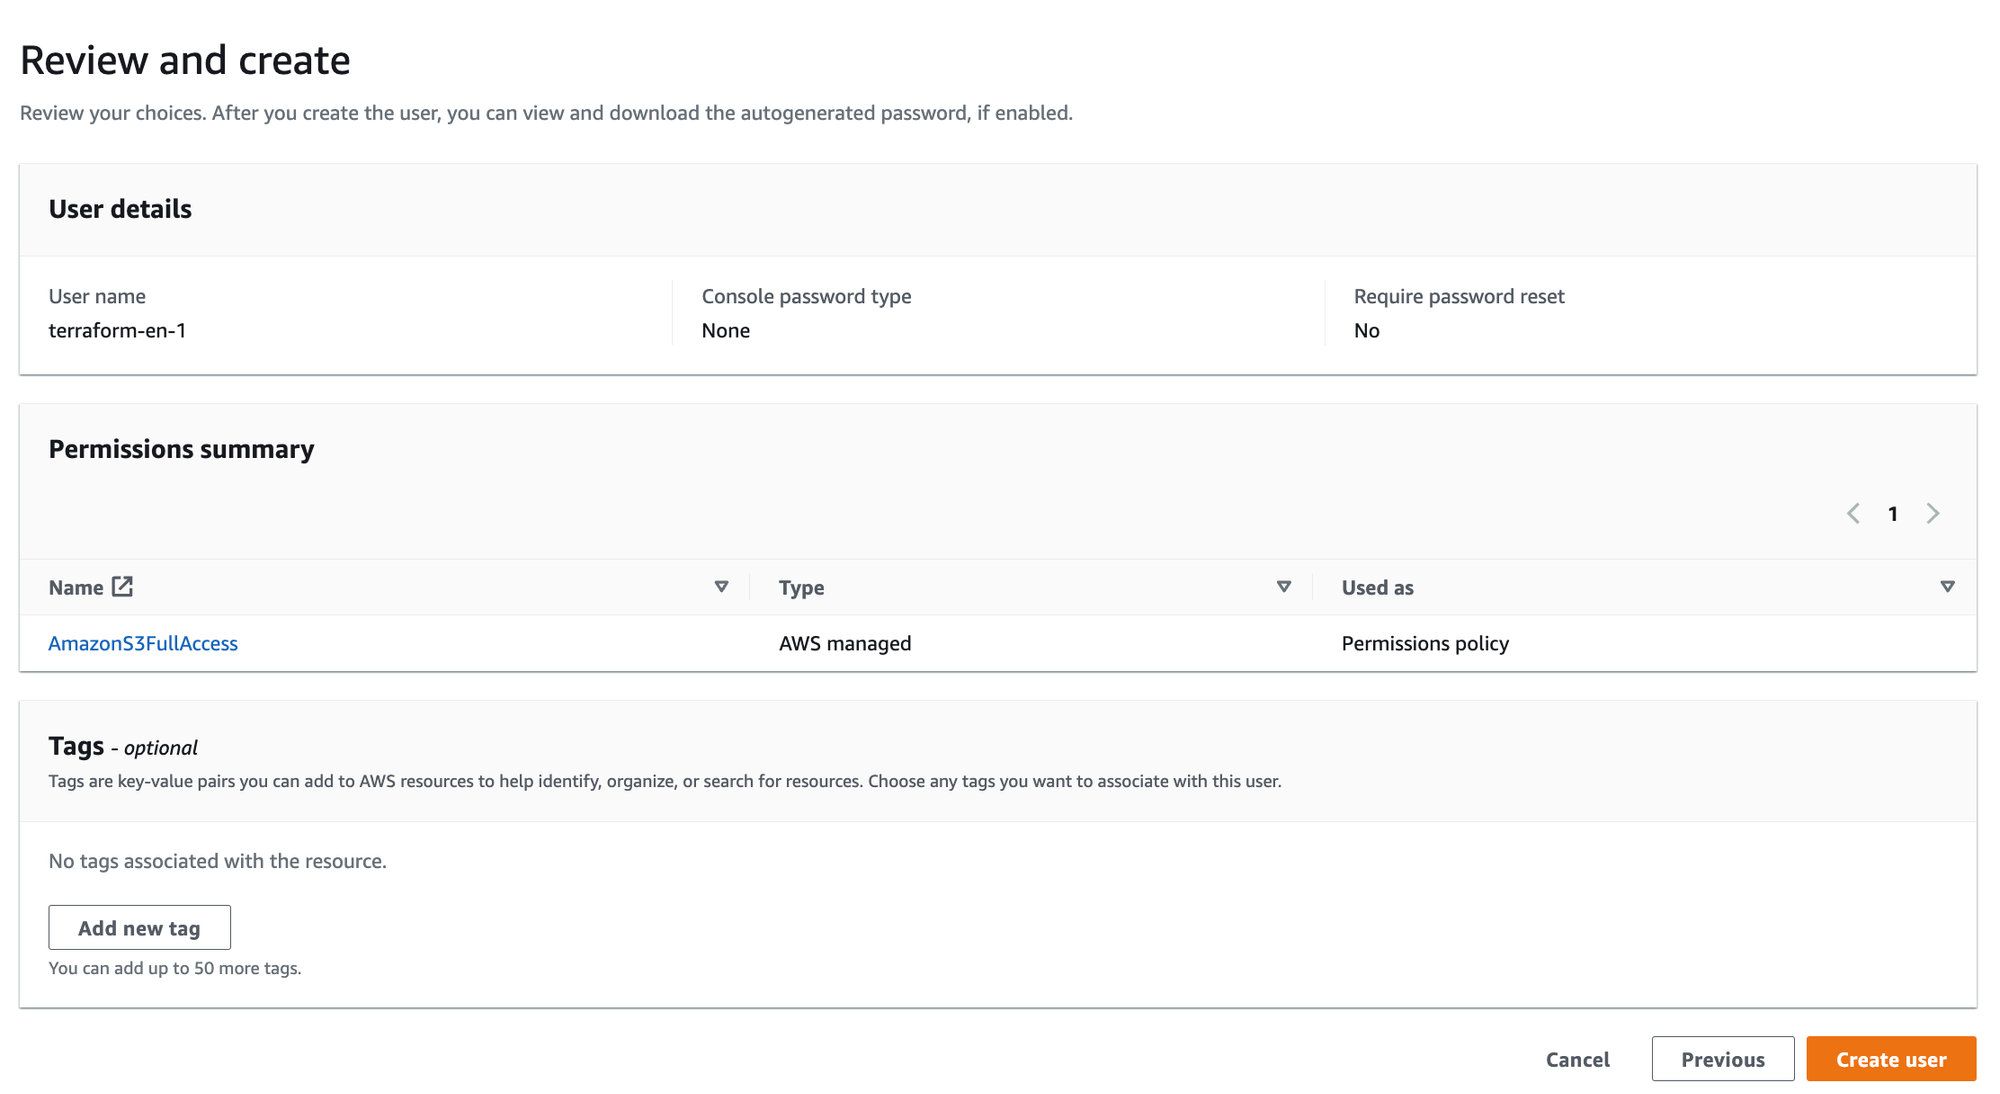 Review and create
Review your choices. After you create the user, you can view and download the autogenerated password, if enabled.
User details
User name
terraform-en-1
Console password type
None
Require password reset
No
Permissions summary
1
Name Type Used as
AmazonS3FullAccess AWS managed Permissions policy
Tags - optional
Tags are key-value pairs you can add to AWS resources to help identify, organize, or search for resources. Choose any tags you want to associate with this user.
No tags associated with the resource.
Add new tag
You can add up to 50 more tags.
Cancel Previous Create user